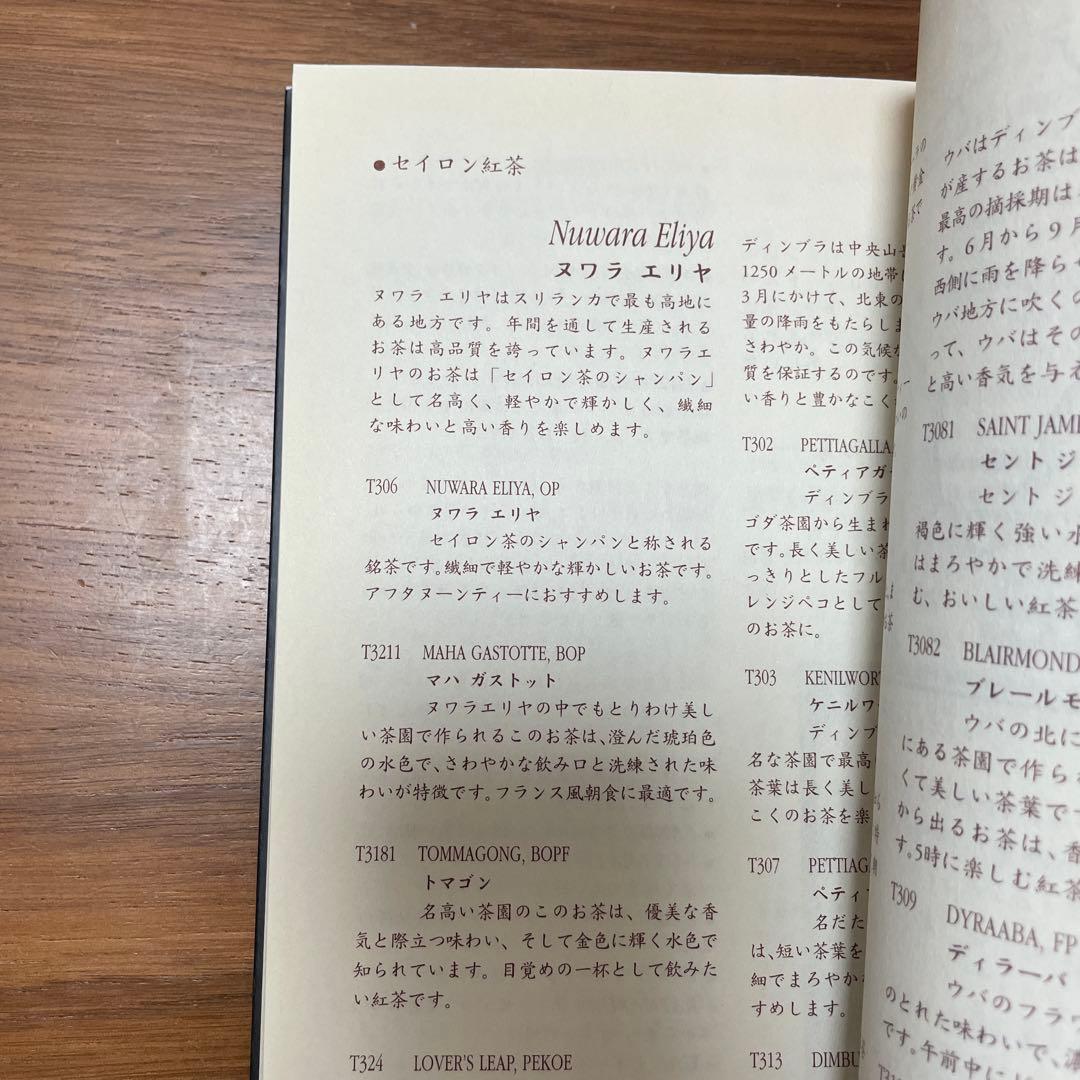 ● セイロン紅茶
Nuwara Eliya
ヌワラ エリヤ
ヌワラ エリヤはスリランカで最も高地に
ある地方です。年間を通して生産される
お茶は高品質を誇っています。ヌワラエ
リヤのお茶は「セイロン茶のシャンパン」
として名高く、軽やかで輝かしく、繊細
な味わいと高い香りを楽しめます。
T306 NUWARA ELIYA, OP
ヌワラ エリヤ
セイロン茶のシャンパンと称される
銘茶です。繊細で軽やかな輝かしいお茶です。
アフタヌーンティーにおすすめします。
T3211 MAHA GASTOTTE, BOP
マハ ガストット
ヌワラエリヤの中でもとりわけ美し
い茶園で作られるこのお茶は、澄んだ琥珀色
の水色で、さわやかな飲み口と洗練された味
わいが特徴です。フランス風朝食に最適です。
T3181 TOMMAGONG, BOPF
トマゴン
名高い茶園のこのお茶は、優美な香
気と際立つ味わい、そして金色に輝く水色で
知られています。目覚めの一杯として飲みた
い紅茶です。
T324 LOVER'S LEAP, PEKOE
ディンブラは中央山
1250 メートルの地帯
3月にかけて、北東の
量の降雨をもたらしま
さわやか。この気候
質を保証するのです。
い香りと豊かなこく
T302 PETTIAGALLA,
ペティアガ
ディンブラ
ゴダ茶園から生まれ
です。長く美しい茶
っきりとしたフル
レンジペコとして
のお茶に。
T303 KENILWORT
ケニルワ
ディンブ
名な茶園で最高
茶葉は長く美し
こくのお茶を楽
T307 PETTIAG
ペティ
名だた
は、短い茶葉を
細でまろやか
すめします。
T313 DIMBU
ウバはディンブ
が産するお茶は
最高の摘採期は
す。6月から9月
西側に雨を降ら
ウバ地方に吹くの
って、ウバはその
と高い香気を与え
T3081 SAINT JAME
セント ジ
セント ジ
褐色に輝く強い水
はまろやかで洗練
む、おいしい紅茶
T3082 BLAIRMOND
ブレールモ
ウバの北に
にある茶園で作ら
くて美しい茶葉で
から出るお茶は、香
す。5時に楽しむ紅茶
T309 DYRAABA, FP
ディラーバ
ウバのフラ
のとれた味わいで、濃
です。午前中に